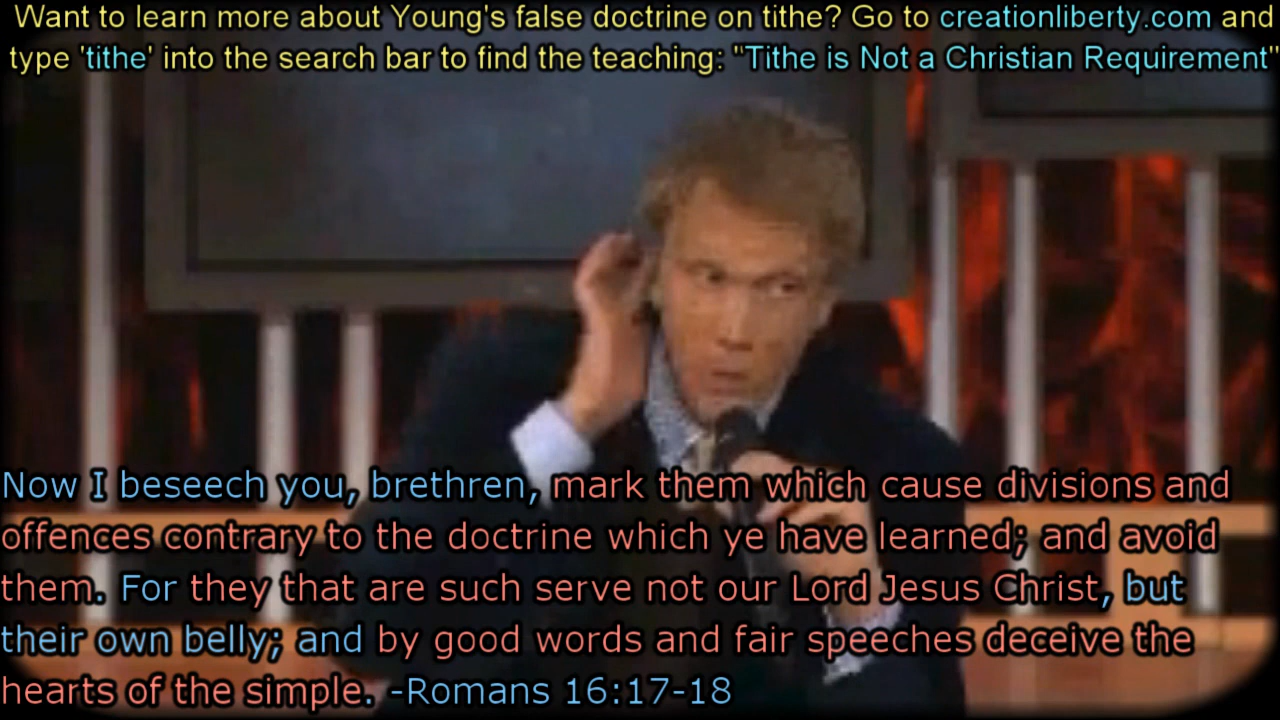 Want to learn more about Young's false doctrine on tithe? Go to creationliberty.com and
type 'tithe' into the search bar to find the teaching: "Tithe is Not a Christian Requirement"
Now I beseech you, brethren, mark them which cause divisions and
offences contrary to the doctrine which ye have learned; and avoid
them. For they that are such serve not our Lord Jesus Christ, but
their own belly; and by good words and fair speeches deceive the
hearts of the simple. -Romans 16:17-18